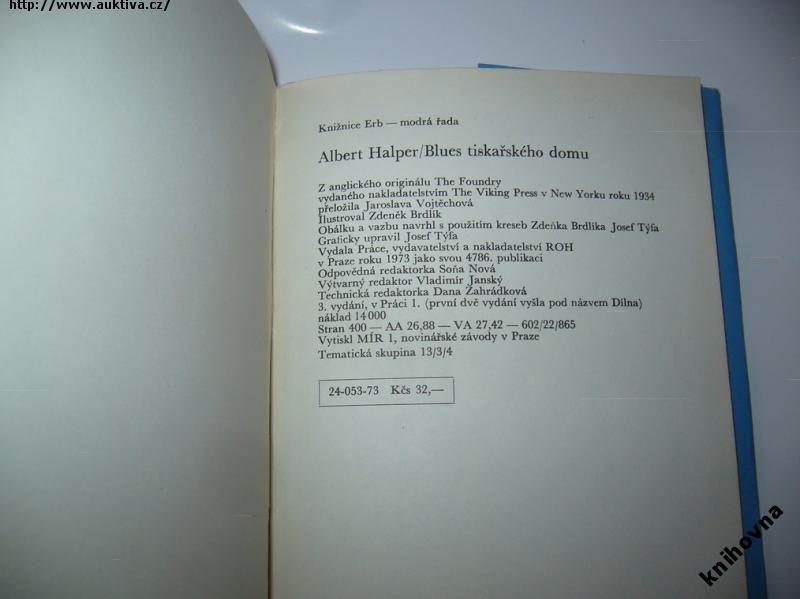 http://www.auktiva.cz/
Knižnice Erb — modrá řada
Albert Halper/Blues tiskařského domu
Z anglického originálu The Foundry
vydaného nakladatelstvím The Viking Press v New Yorku roku 1934
přeložila Jaroslava Vojtěchová
Ilustroval Zdeněk Brdlík
Obálku a vazbu navrhl s použitím kreseb Zdeňka Brdlíka Josef Týfa
Graficky upravil Josef Týfa
Vydala Práce, vydavatelství a nakladatelství ROH
v Praze roku 1973 jako svou 4786. publikaci
Odpovědná redaktorka Soňa Nová
Výtvarný redaktor Vladimír Janský
Technická redaktorka Dana Zahrádková
3. vydání, v Práci 1. (první dvě vydání vyšla pod názvem Dílna)
náklad 14 000
Stran 400 — AA 26,88 — VA 27,42 — 602/22/865
Vytiskl MÍR 1, novinářské závody v Praze
Tematická skupina 13/3/4
24-053-73 Kčs 32,—
knihovna